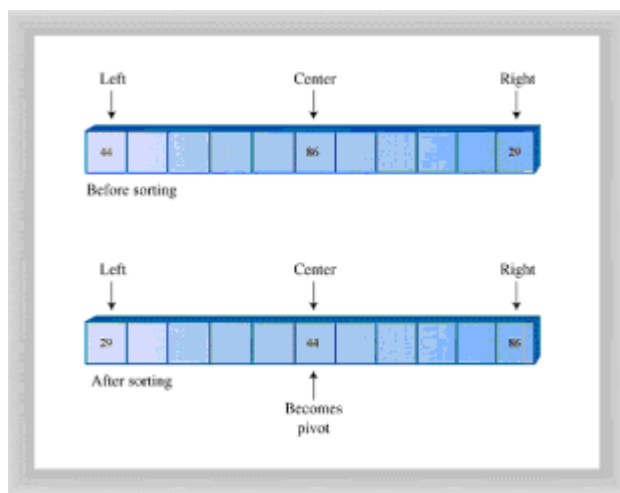 Left Center Right
44 86 29
Before sorting
Left Center Right
29 44 86
After sorting
Becomes
pivot